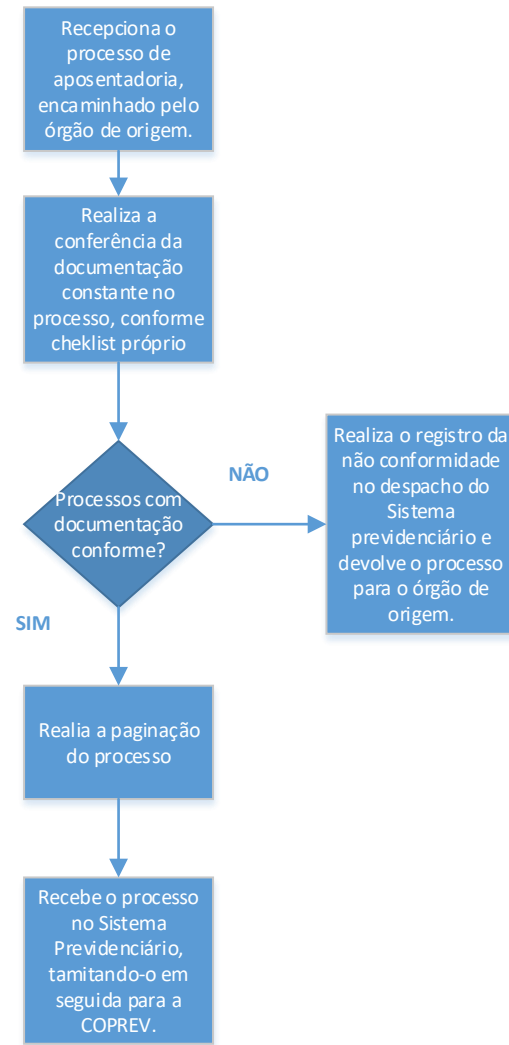 Recepciona o
processo de
aposentadoria,
encaminhado pelo
órgão de origem.
Realiza a
conferência da
documentação
constante no
processo, conforme
cheklist próprio
Processos com
documentação
conforme?
NÃO
Realiza o registro da
não conformidade
no despacho do
Sistema
previdenciário e
devolve o processo
para o órgão de
origem.
SIM
Realia a paginação
do processo
Recebe o processo
no Sistema
Previdenciário,
tamitando-o em
seguida para a
COPREV.